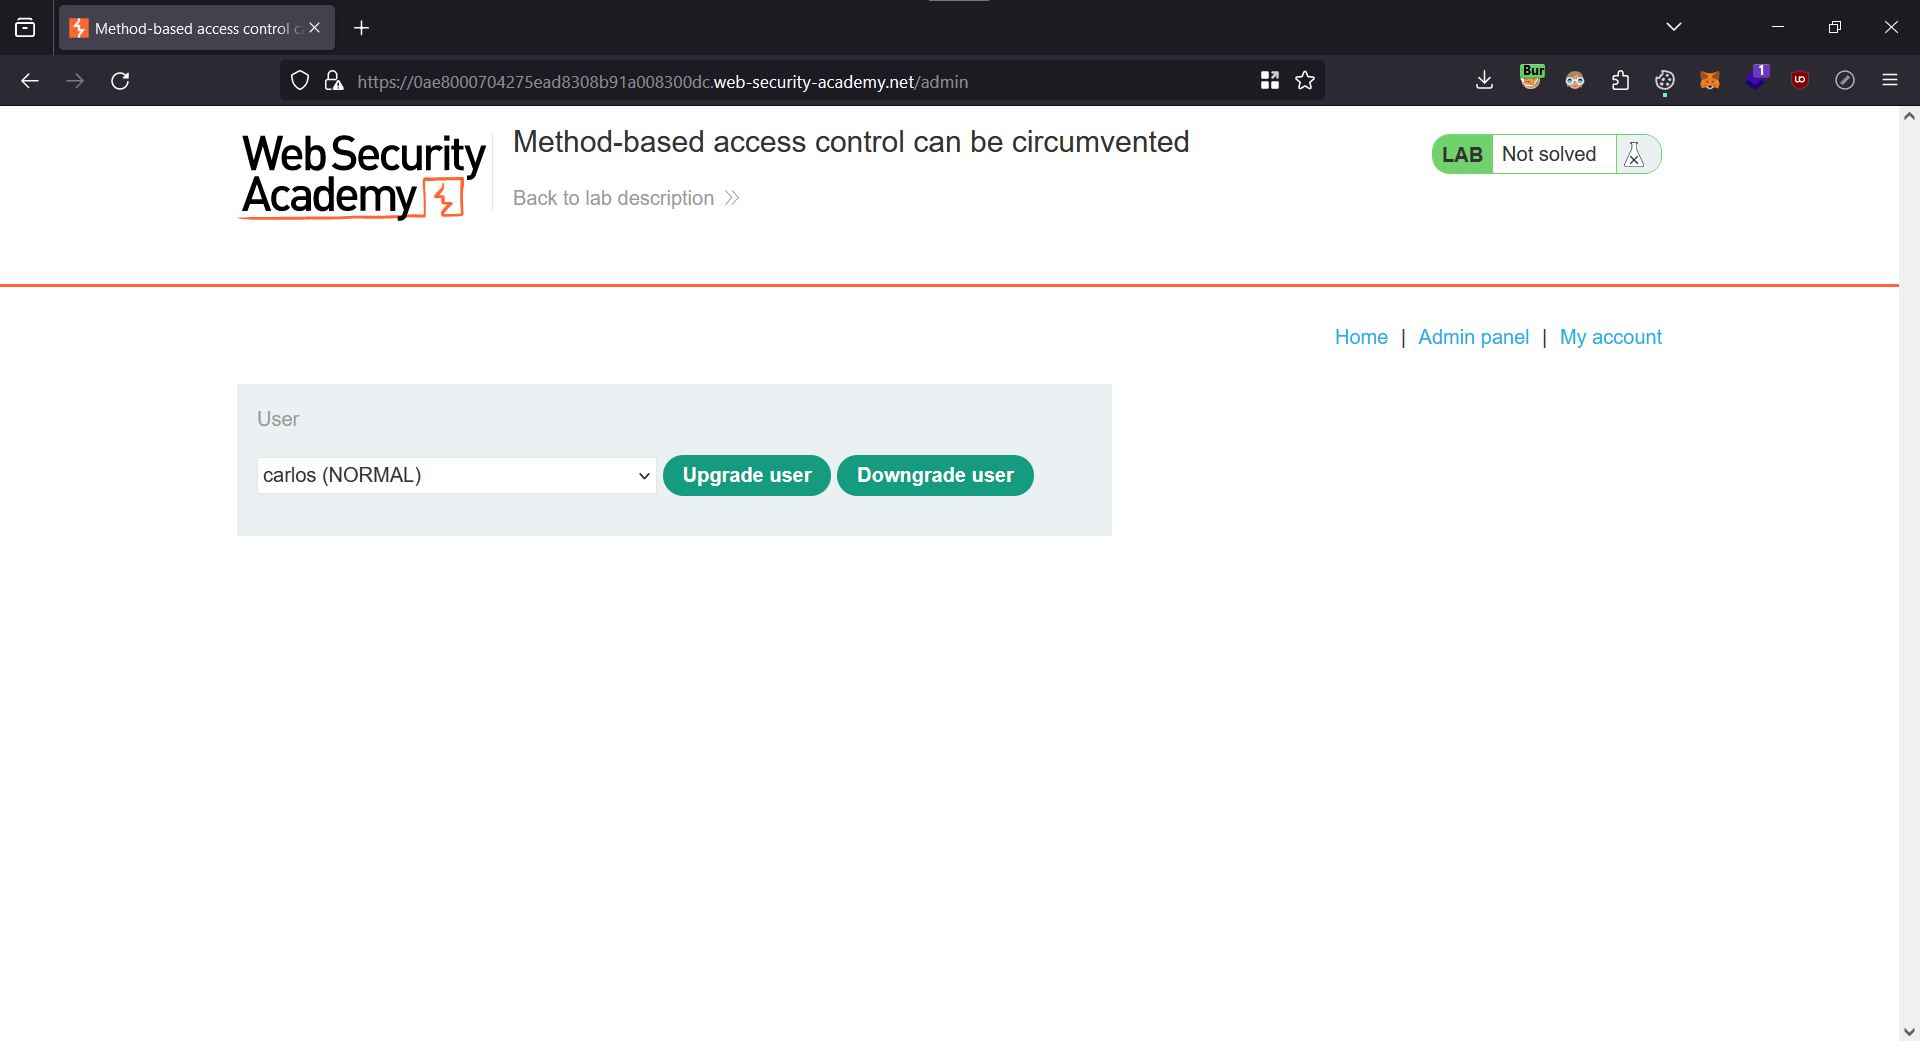 Method-based access control c
https://0ae8000704275ead8308b91a008300dc.web-security-academy.net/admin
Bur
1
Web Security
Academy
Method-based access control can be circumvented
Back to lab description
LAB Not solved
Home | Admin panel | My account
User
carlos (NORMAL) Upgrade user Downgrade user